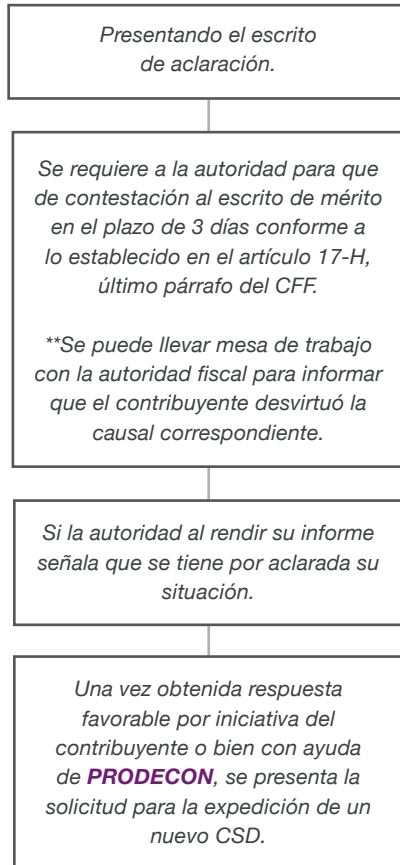 Presentando el escrito
de aclaración.
Se requiere a la autoridad para que
de contestación al escrito de mérito
en el plazo de 3 días conforme a
lo establecido en el artículo 17-H,
último párrafo del CFF.
**Se puede llevar mesa de trabajo
con la autoridad fiscal para informar
que el contribuyente desvirtuó la
causal correspondiente.
Si la autoridad al rendir su informe
señala que se tiene por aclarada su
situación.
Una vez obtenida respuesta
favorable por iniciativa del
contribuyente o bien con ayuda
de PRODECON, se presenta la
solicitud para la expedición de un
nuevo CSD.